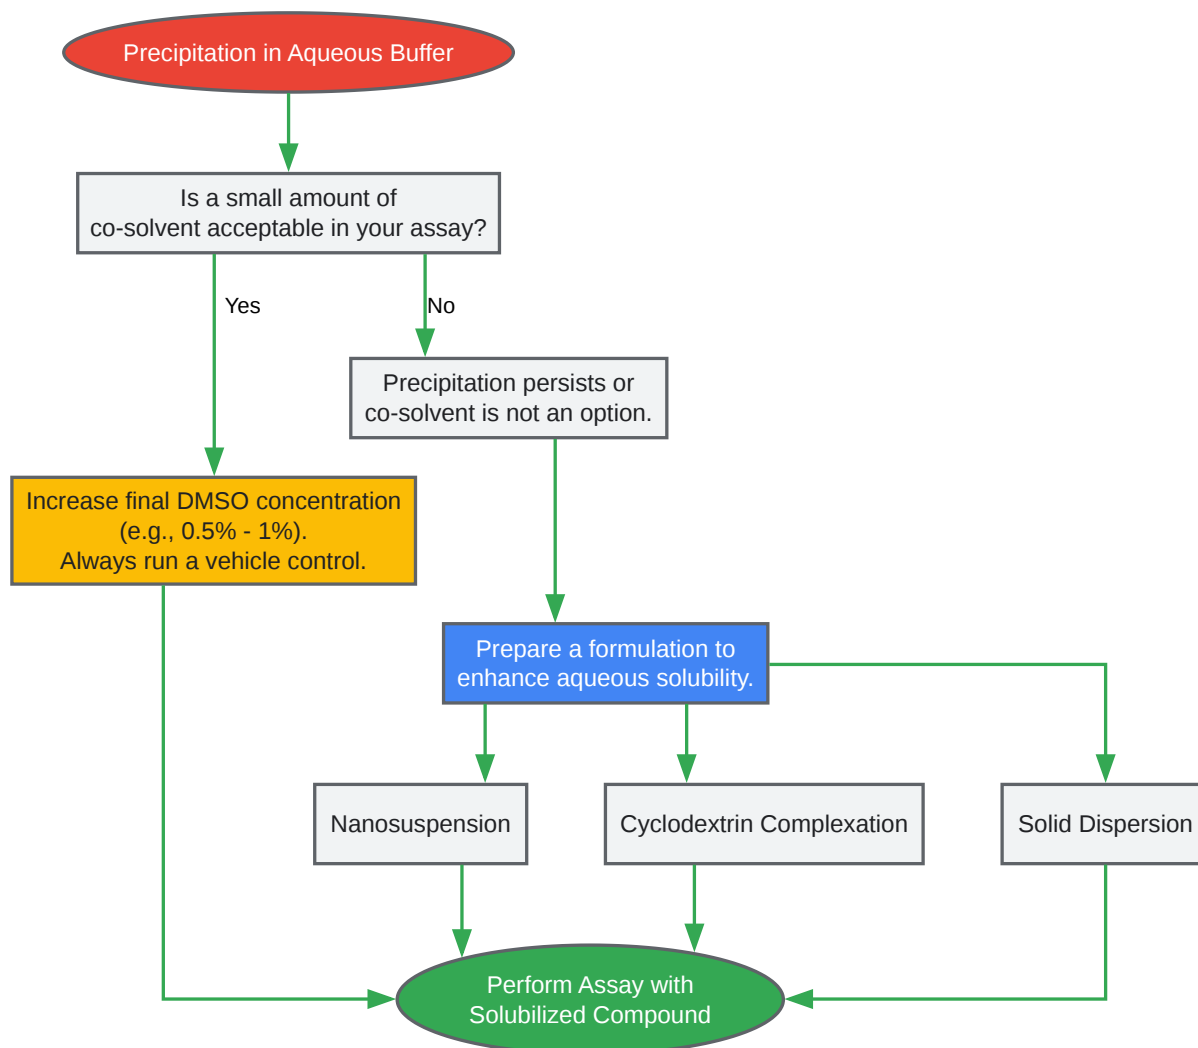 Precipitation in Aqueous Buffer
Is a small amount of
co-solvent acceptable in your assay?
Yes
No
Precipitation persists or
co-solvent is not an option.
Increase final DMSO concentration
(e.g., 0.5% - 1%).
Always run a vehicle control.
Prepare a formulation to
enhance aqueous solubility.
Nanosuspension
Cyclodextrin Complexation
Solid Dispersion
Perform Assay with
Solubilized Compound